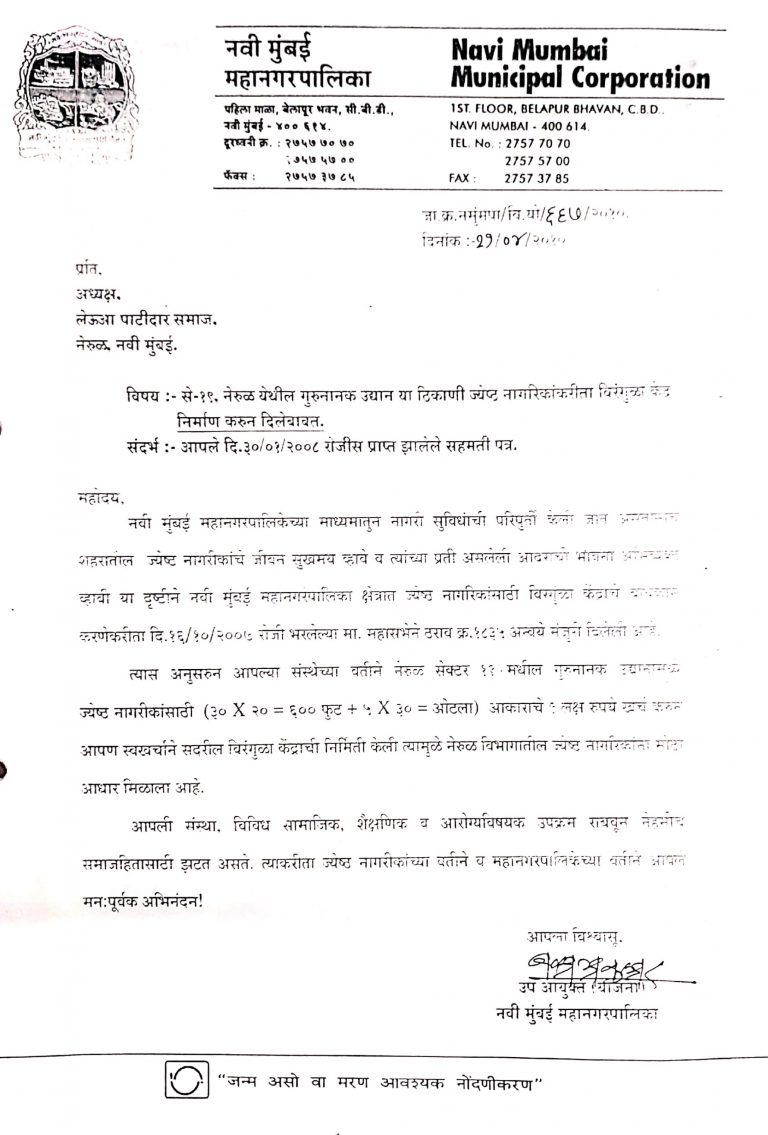 नवी मुंबई
महानगरपालिका
पहिला माळा, बेलापूर भवन, सी.बी.डी.,
नवी मुंबई - ४०० ६१४.
दूरध्वनी क्र. : २७५७ ७० ७०
२७५७ ५७ ००
फॅक्स : २७५७ ३७ ८५
Navi Mumbai
Municipal Corporation
1ST. FLOOR, BELAPUR BHAVAN, C.B.D..
NAVI MUMBAI - 400 614.
TEL. No. : 2757 70 70
2757 57 00
FAX : 2757 37 85
जा.क्र.नमुंमपा/वि.यो/६६७/२०१०.
दिनांक :-२१/०४/२०१०
प्रति,
अध्यक्ष,
लेऊआ पाटीदार समाज,
नेरुळ, नवी मुंबई.
विषय :- से-१९, नेरुळ येथील गुरुनानक उद्यान या ठिकाणी ज्येष्ठ नागरिकांकरीता विरंगुळा केंद्र
निर्माण करुन दिलेबाबत.
संदर्भ :- आपले दि.३०/०१/२००८ रोजीस प्राप्त झालेले सहमती पत्र.
महोदय,
नवी मुंबई महानगरपालिकेच्या माध्यमातुन नागरी सुविधांची परिपुर्ती केली जात असतानाच
शहरातील ज्येष्ट नागरीकांचे जीवन सुखमय व्हावे व त्यांच्या प्रती असलेली आदराची भावना अभिव्यक्त
व्हावी या दृष्टीने नवी मुंबई महानगरपालिका क्षेत्रात ज्येष्ठ नागरिकांसाठी विरंगुळा केंद्राचे
करणेकरीता दि.१६/१०/२००७ रोजी भरलेल्या मा. महासभेने ठराव क्र.१८३५ अन्वये मंजुरी दिलेली आहे.
त्यास अनुसरुन आपल्या संस्थेच्या वतीने नेरुळ सेक्टर मधील गुरुनानक उद्यानामध्ये
ज्येष्ठ नागरीकांसाठी (३० X २० = ६०० फुट + ५ X ३० = ओटला) आकाराचे लक्ष रुपये खर्च करुन
आपण स्वखर्चाने सदरील विरंगुळा केंद्राची निर्मिती केली त्यामुळे नेरुळ विभागातील ज्येष्ठ नागरिकांना मोठा
आधार मिळाला आहे.
आपली संस्था, विविध सामाजिक, शैक्षणिक व आरोग्यविषयक उपक्रम राबवून नेहमीच
समाजहितासाठी झटत असते. त्याकरीता ज्येष्ठ नागरीकांच्या वतीने व महानगरपालिकेच्या वतीने आपले
मन:पूर्वक अभिनंदन!
आपला विश्वासू,
उप आयुक्त (योजना)
नवी मुंबई महानगरपालिका
"जन्म असो वा मरण आवश्यक नोंदणीकरण"